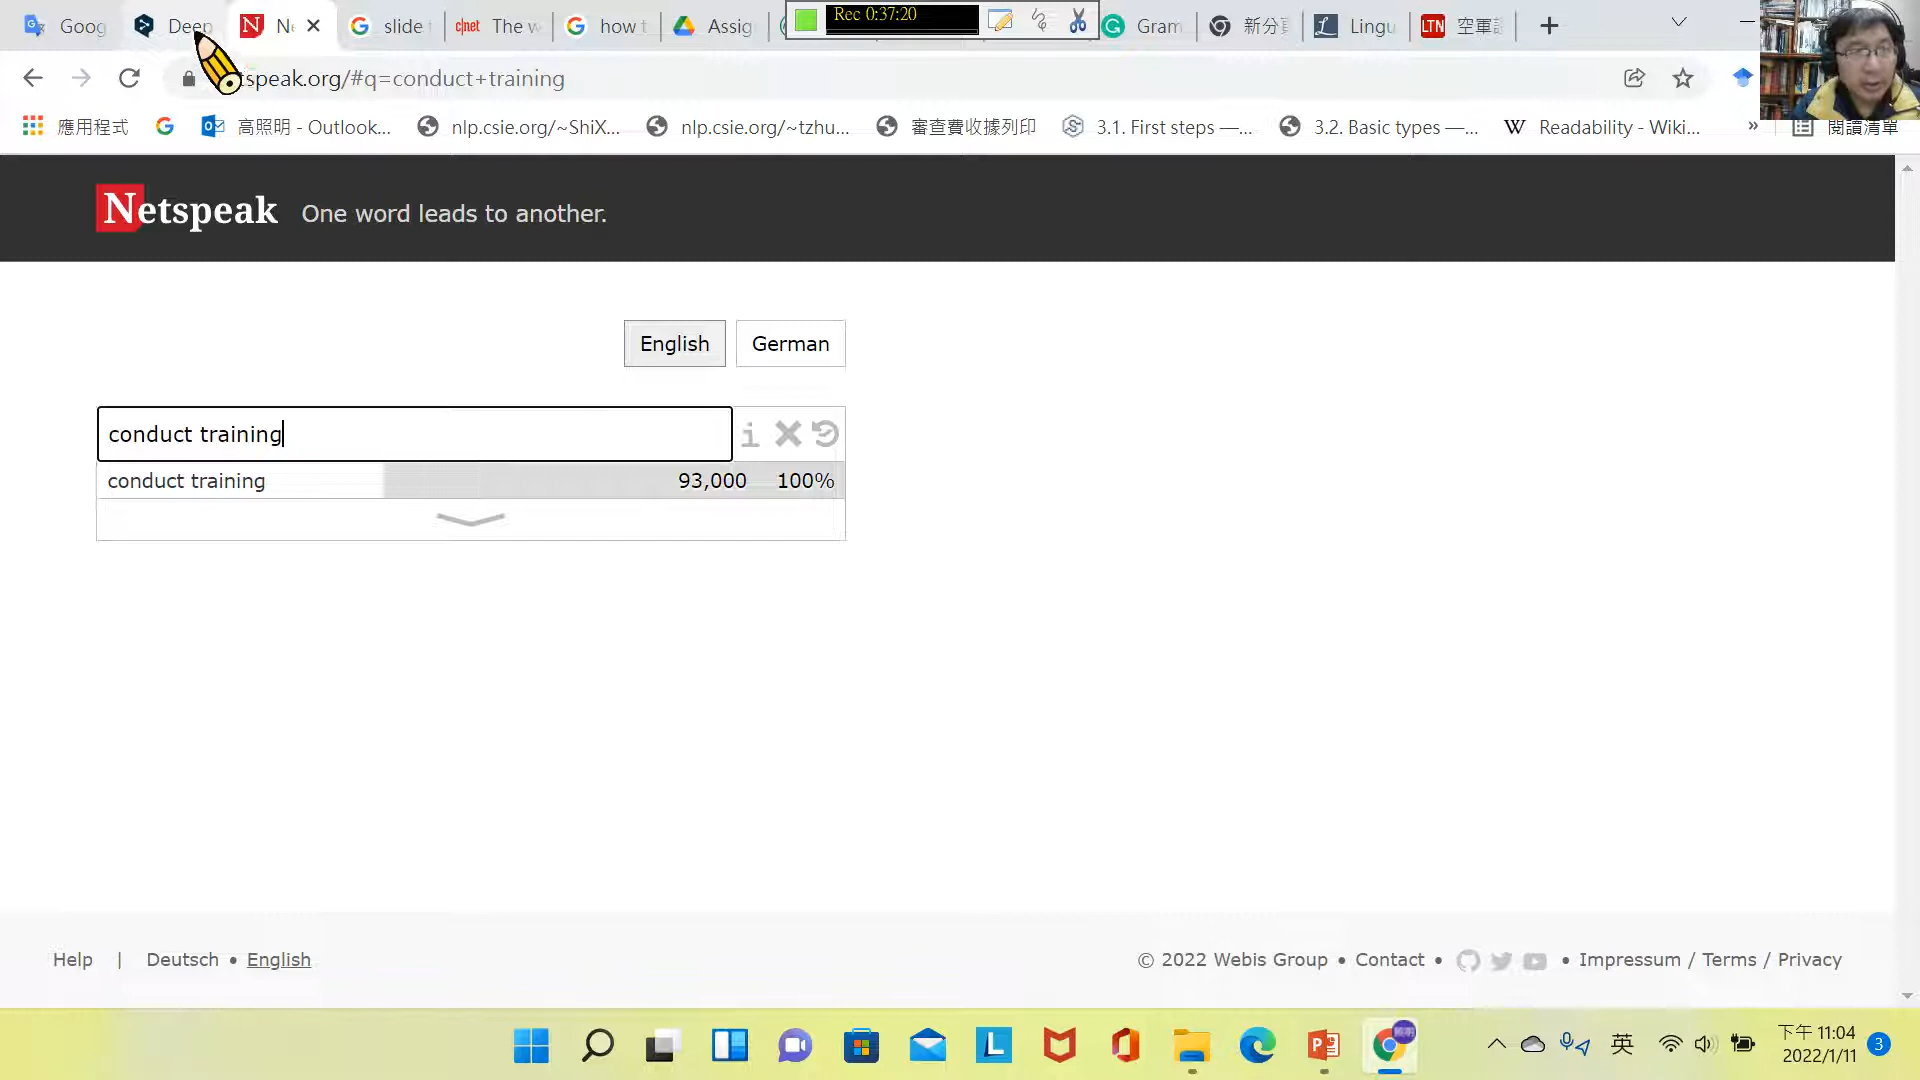 Goog
Deep
Ne
slide
c|net The w
how t
Assig
Rec 0:37:20
Gram
新分
Lingu
LTN 空軍
speak.org/#q=conduct+training
應用程式
高照明 - Outlook...
nlp.csie.org/~ShiX...
nlp.csie.org/~tzhu...
審查費收據列印
3.1. First steps —...
3.2. Basic types —...
W Readability - Wiki...
»
閱讀清單
Netspeak One word leads to another.
English German
conduct training
conduct training 93,000 100%
Help | Deutsch • English
© 2022 Webis Group • Contact • • Impressum / Terms / Privacy
英
下午 11:04
2022/1/11
3